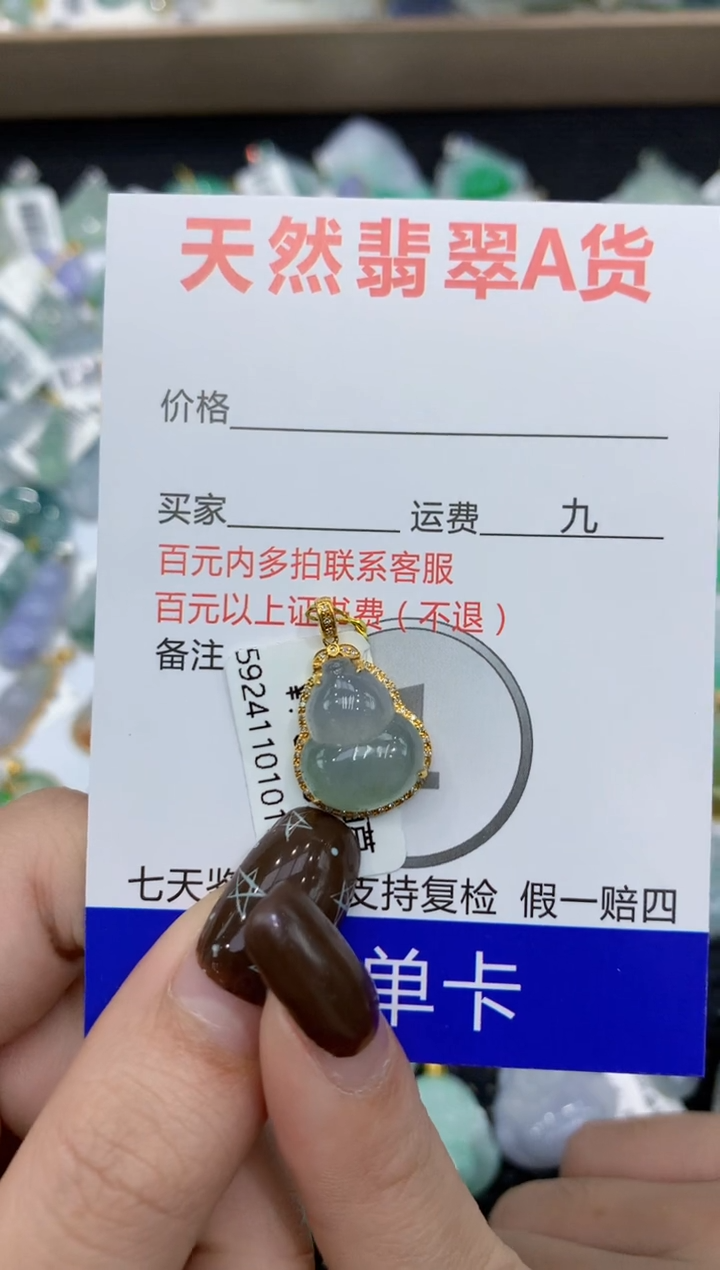 天然翡翠A货
价格
买家 运费 九
百元内多拍联系客服
百元以上证书费（不退）
备注
5924110101
七天 支持复检 假一赔四
单卡